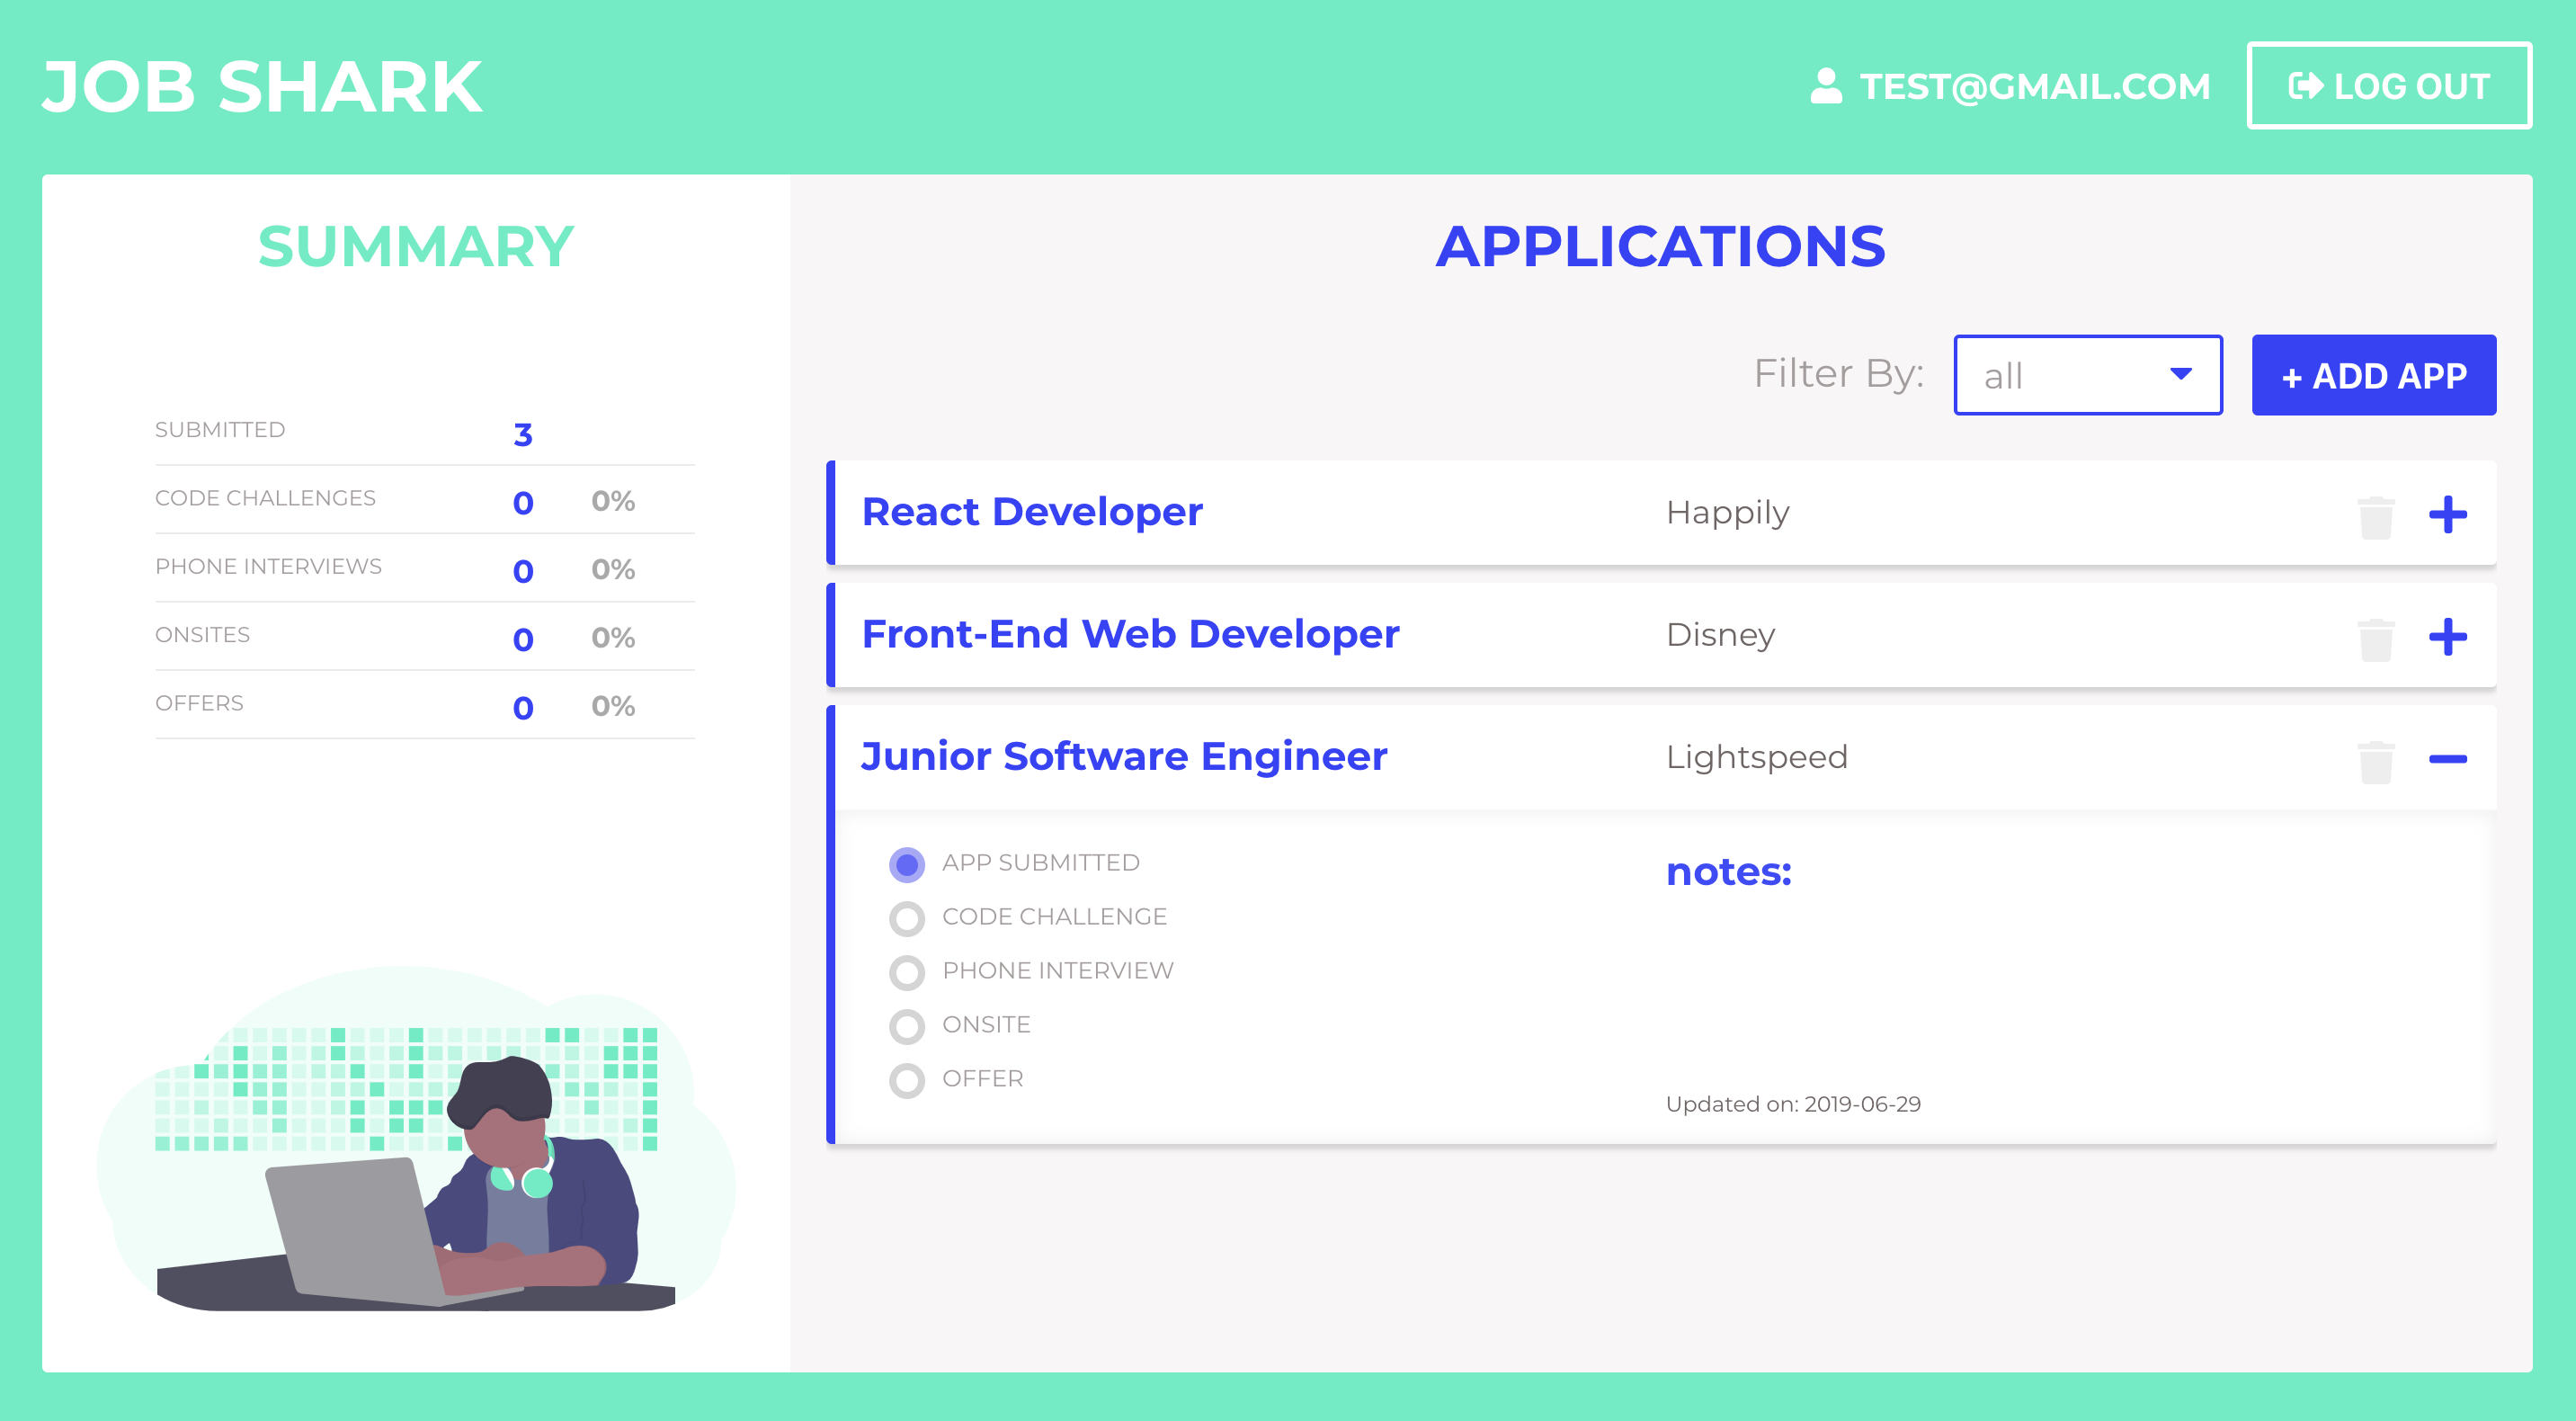 JOB SHARK
TEST@GMAIL.COM
LOG OUT
SUMMARY
SUBMITTED 3
CODE CHALLENGES 0 0%
PHONE INTERVIEWS 0 0%
ONSITES 0 0%
OFFERS 0 0%
APPLICATIONS
Filter By: all + ADD APP
React Developer Happily
Front-End Web Developer Disney
Junior Software Engineer Lightspeed
APP SUBMITTED
CODE CHALLENGE
PHONE INTERVIEW
ONSITE
OFFER
notes:
Updated on: 2019-06-29